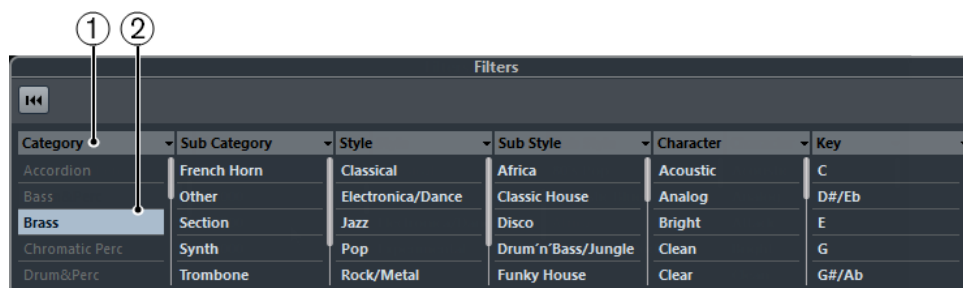 1 2
Filters
Category Sub Category Style Sub Style Character Key
Accordion French Horn Classical Africa Acoustic C
Bass Other Electronica/Dance Classic House Analog D#/Eb
Brass Section Jazz Disco Bright E
Chromatic Perc Synth Pop Drum´n´Bass/Jungle Clean G
Drum&Perc Trombone Rock/Metal Funky House Clear G#/Ab